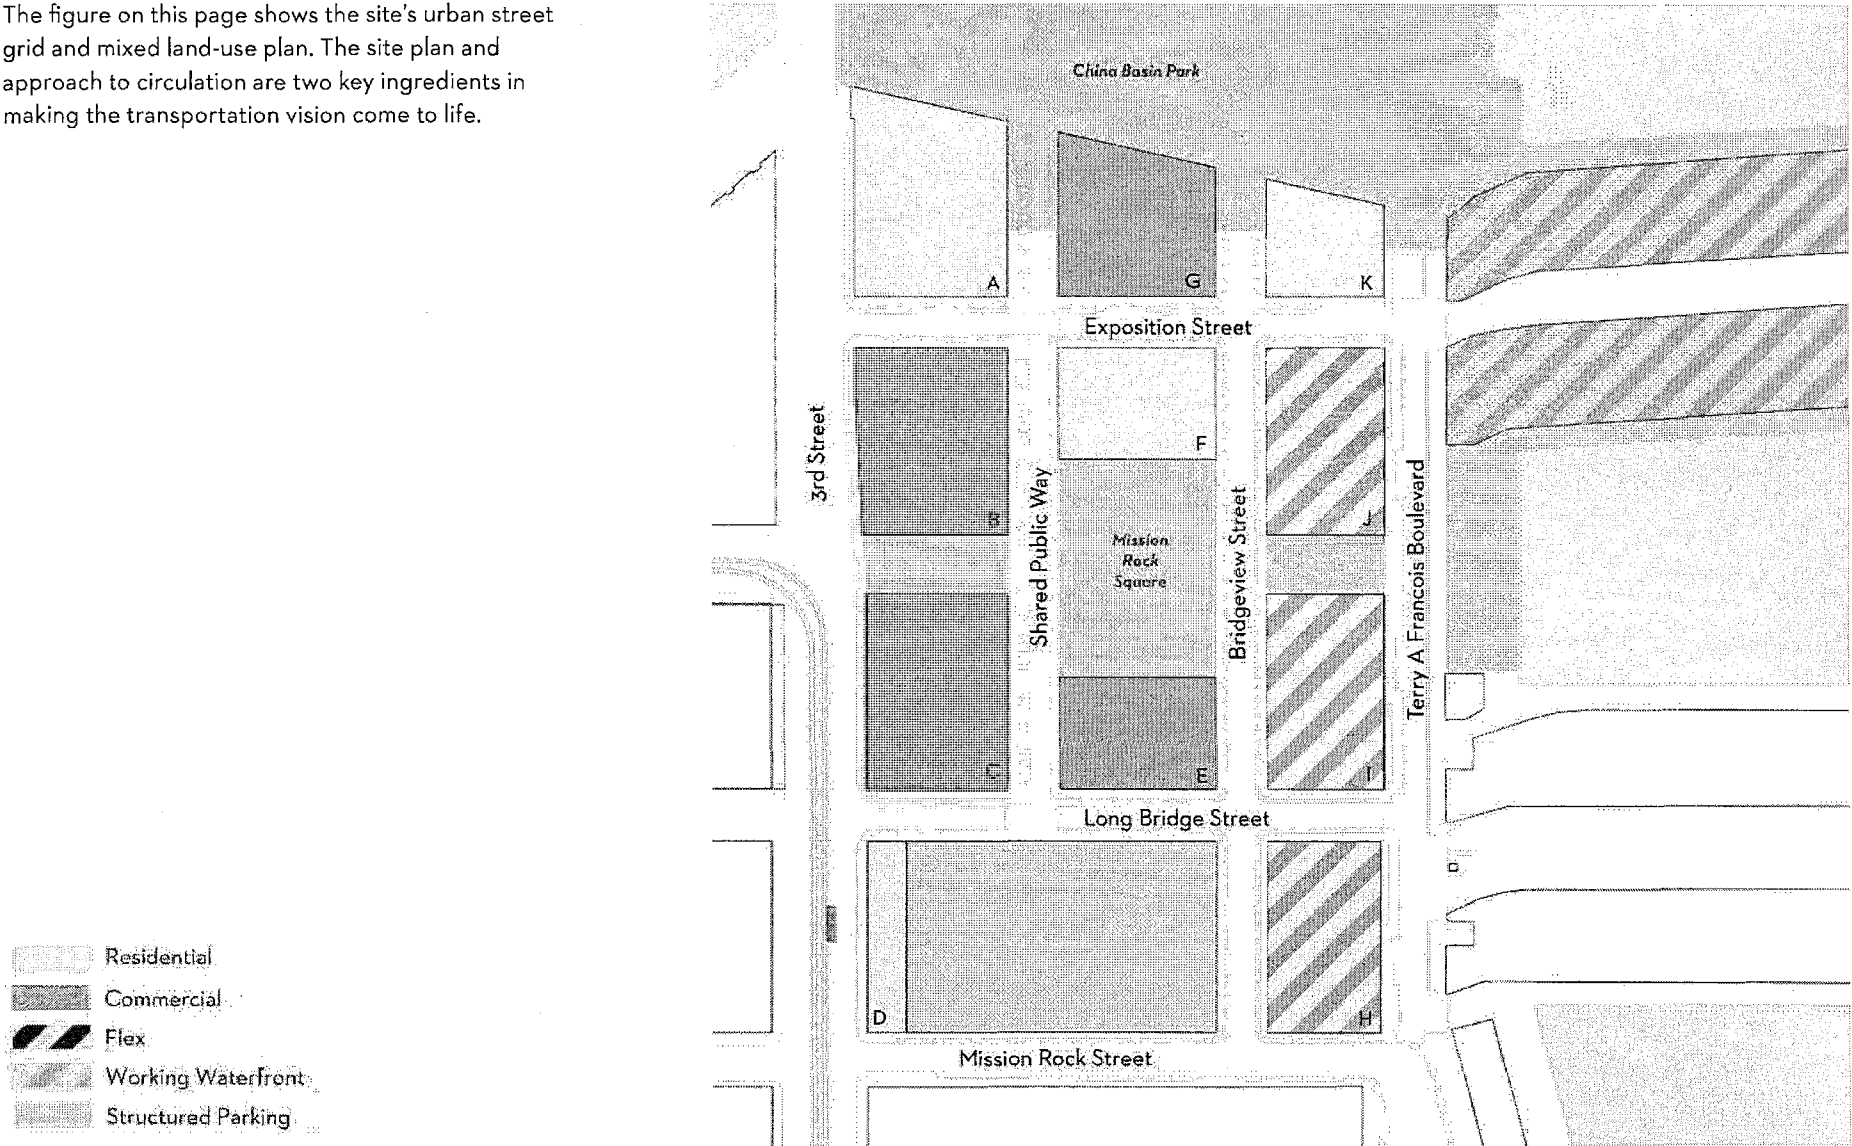 The figure on this page shows the site's urban street
grid and mixed land-use plan. The site plan and
approach to circulation are two key ingredients in
making the transportation vision come to life.
China Basin Park
A
G
K
Exposition Street
3rd Street
B
Shared Public Way
F
Mission
Rock
Square
Bridgeview Street
J
Terry A Francois Boulevard
C
E
I
Long Bridge Street
D
H
Mission Rock Street
Residential
Commercial
Flex
Working Waterfront
Structured Parking